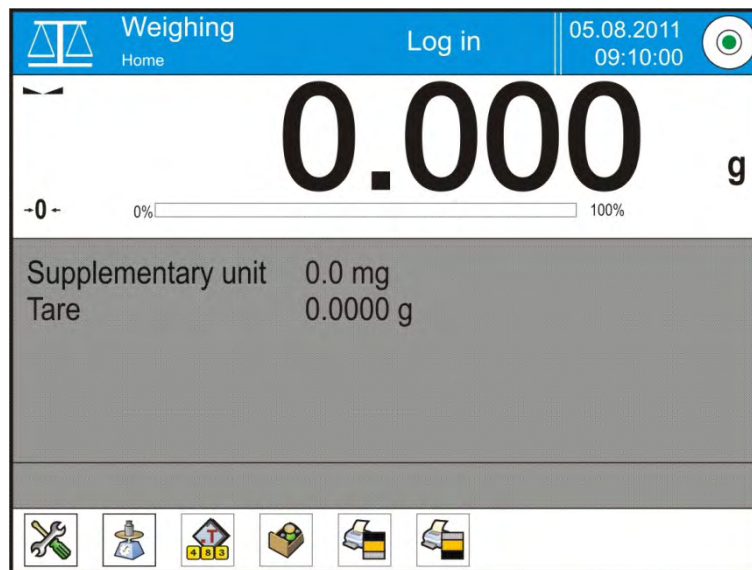 Weighing
Home
Log in
05.08.2011
09:10:00
0.000 g
→0←
0% 100%
Supplementary unit 0.0 mg
Tare 0.0000 g
.T
483